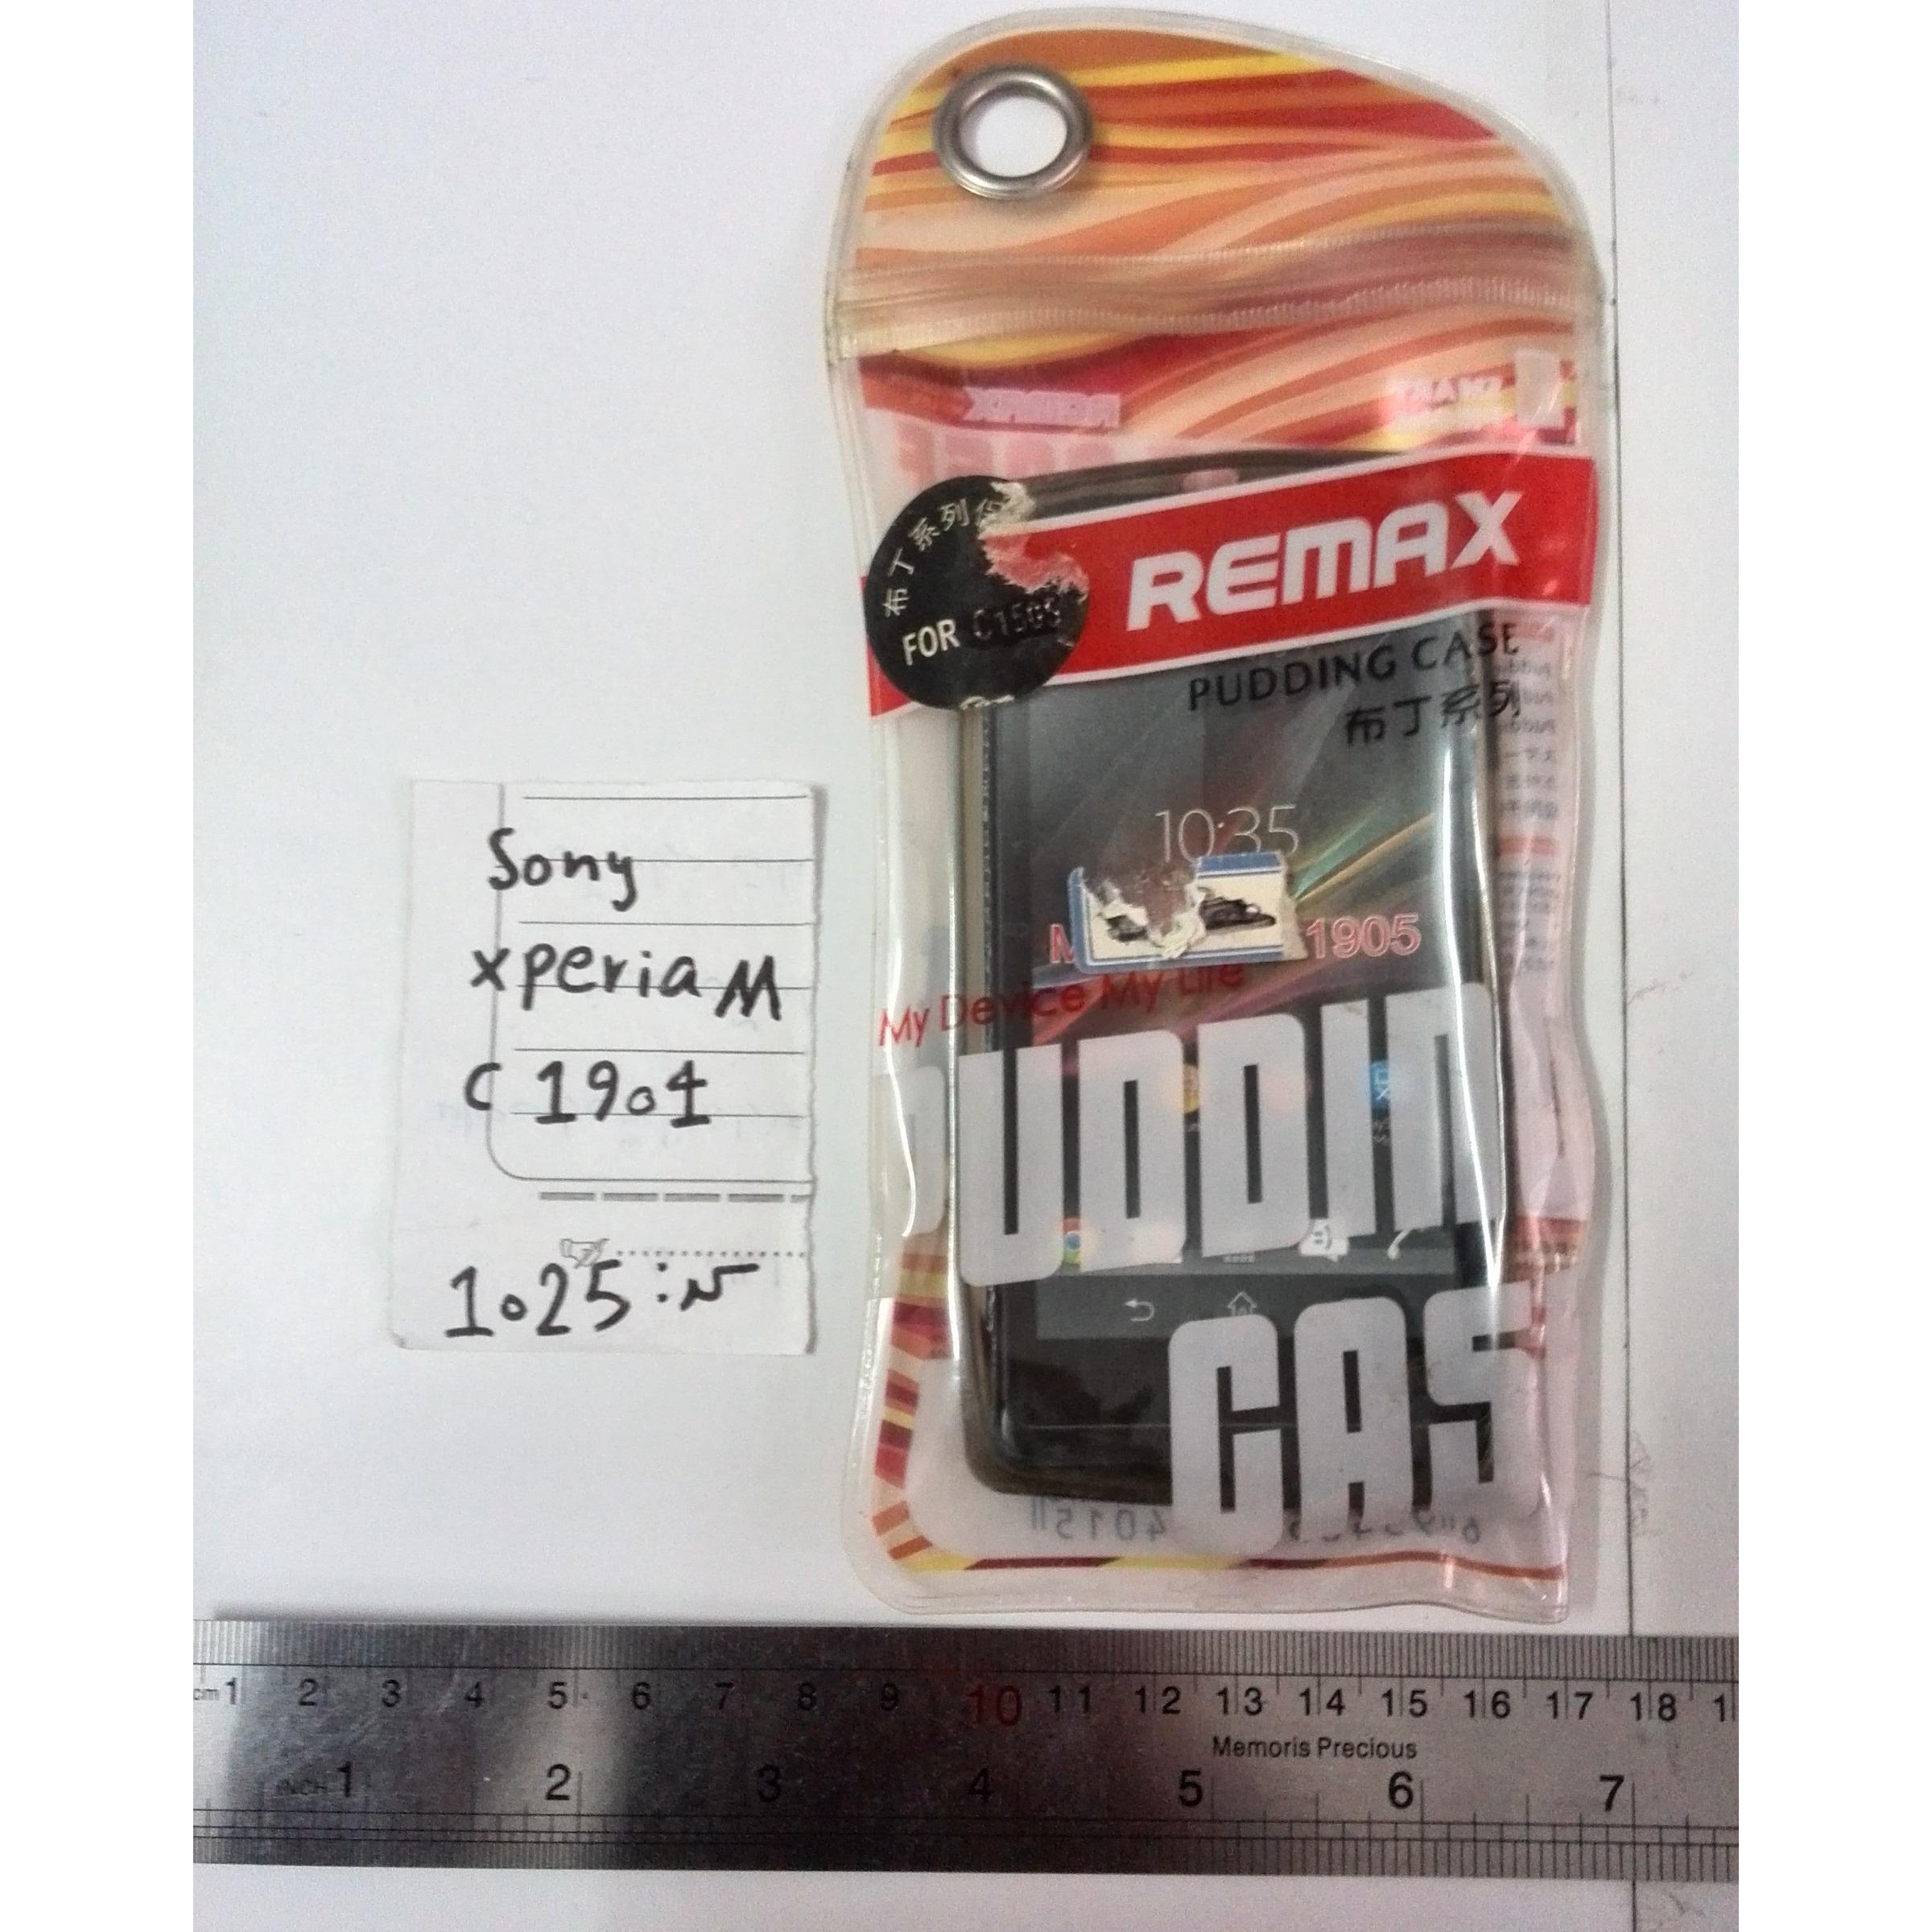 Sony
xperia M
C 1904
1025
REMAX
布丁系列
FOR C1505
PUDDING CASE
布丁系列
10:35
1905
My Device My Life
PUDDIN
CAS
cm 1 2 3 4 5 6 7 8 9 10 11 12 13 14 15 16 17 18
Memoris Precious
INCH 1 2 3 4 5 6 7